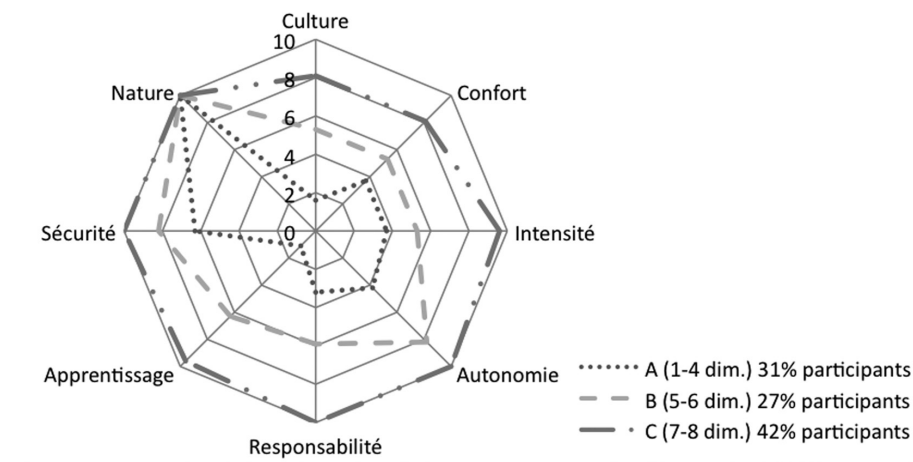 Culture
10
Nature
8
Confort
6
4
2
Sécurité
0
Intensité
Apprentissage
Autonomie
Responsabilité
A (1-4 dim.) 31% participants
B (5-6 dim.) 27% participants
C (7-8 dim.) 42% participants